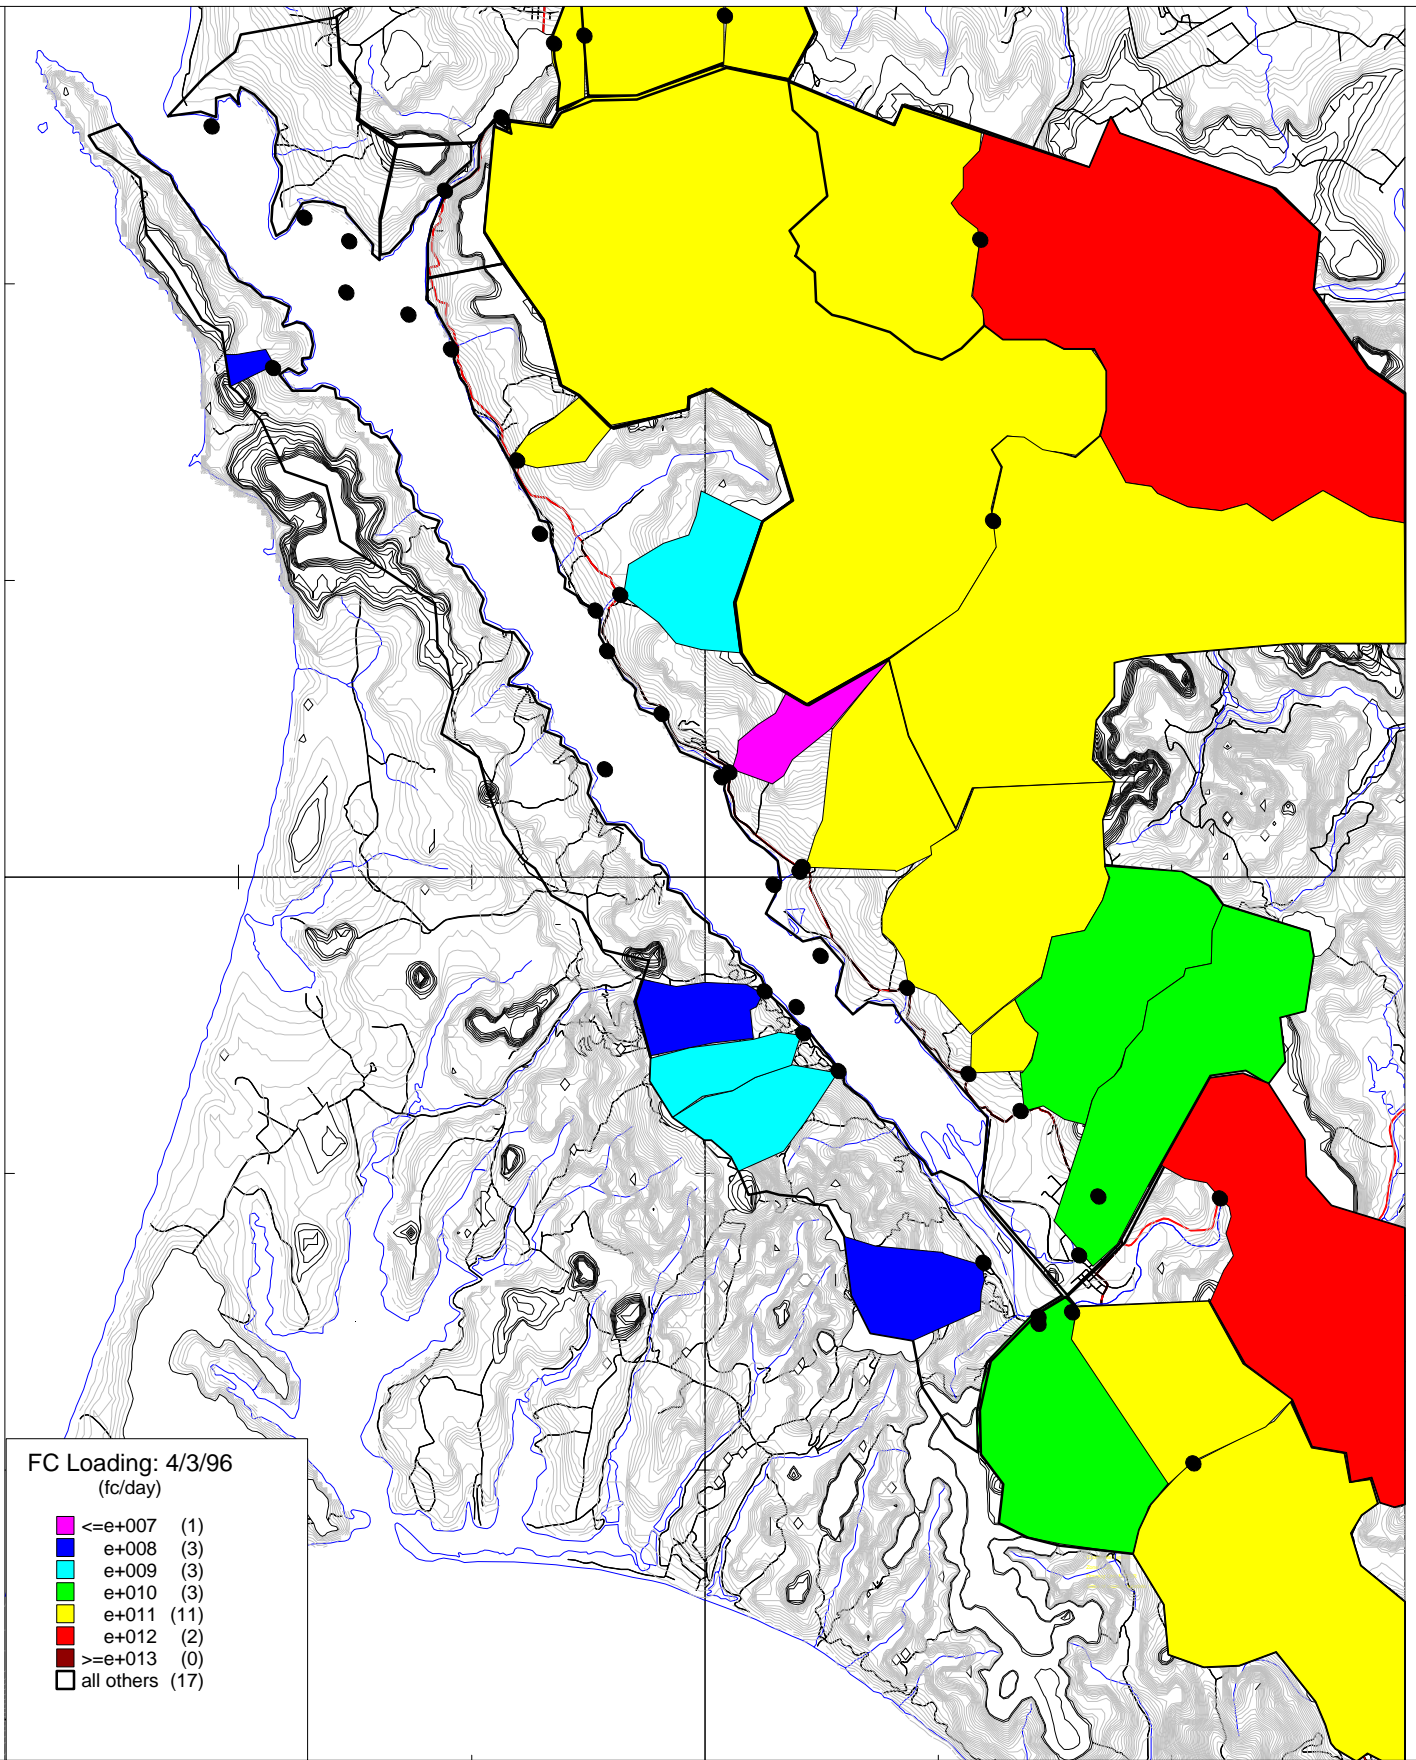 FC Loading: 4/3/96
(fc/day)
<=e+007 (1)
e+008 (3)
e+009 (3)
e+010 (3)
e+011 (11)
e+012 (2)
>=e+013 (0)
all others (17)